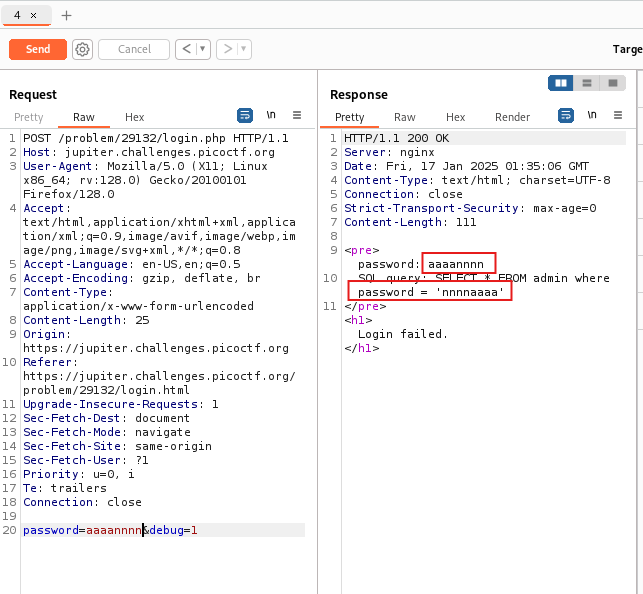 4 × +
Send Cancel < ▾ > ▾ Targe
Request
Pretty Raw Hex \n ≡
1 POST /problem/29132/login.php HTTP/1.1
2 Host: jupiter.challenges.picoctf.org
3 User-Agent: Mozilla/5.0 (X11; Linux
x86_64; rv:128.0) Gecko/20100101
Firefox/128.0
4 Accept:
text/html,application/xhtml+xml,applica
tion/xml;q=0.9,image/avif,image/webp,im
age/png,image/svg+xml,*/*;q=0.8
5 Accept-Language: en-US,en;q=0.5
6 Accept-Encoding: gzip, deflate, br
7 Content-Type:
application/x-www-form-urlencoded
8 Content-Length: 25
9 Origin:
https://jupiter.challenges.picoctf.org
10 Referer:
https://jupiter.challenges.picoctf.org/
problem/29132/login.html
11 Upgrade-Insecure-Requests: 1
12 Sec-Fetch-Dest: document
13 Sec-Fetch-Mode: navigate
14 Sec-Fetch-Site: same-origin
15 Sec-Fetch-User: ?1
16 Priority: u=0, i
17 Te: trailers
18 Connection: close
19
20 password=aaaannnn&debug=1
Response
Pretty Raw Hex Render \n ≡
1 HTTP/1.1 200 OK
2 Server: nginx
3 Date: Fri, 17 Jan 2025 01:35:06 GMT
4 Content-Type: text/html; charset=UTF-8
5 Connection: close
6 Strict-Transport-Security: max-age=0
7 Content-Length: 111
8
9 <pre>
password: aaaannnn
10 SQL query: SELECT * FROM admin where
password = 'nnnnaaaa'
11 </pre>
<h1>
Login failed.
</h1>